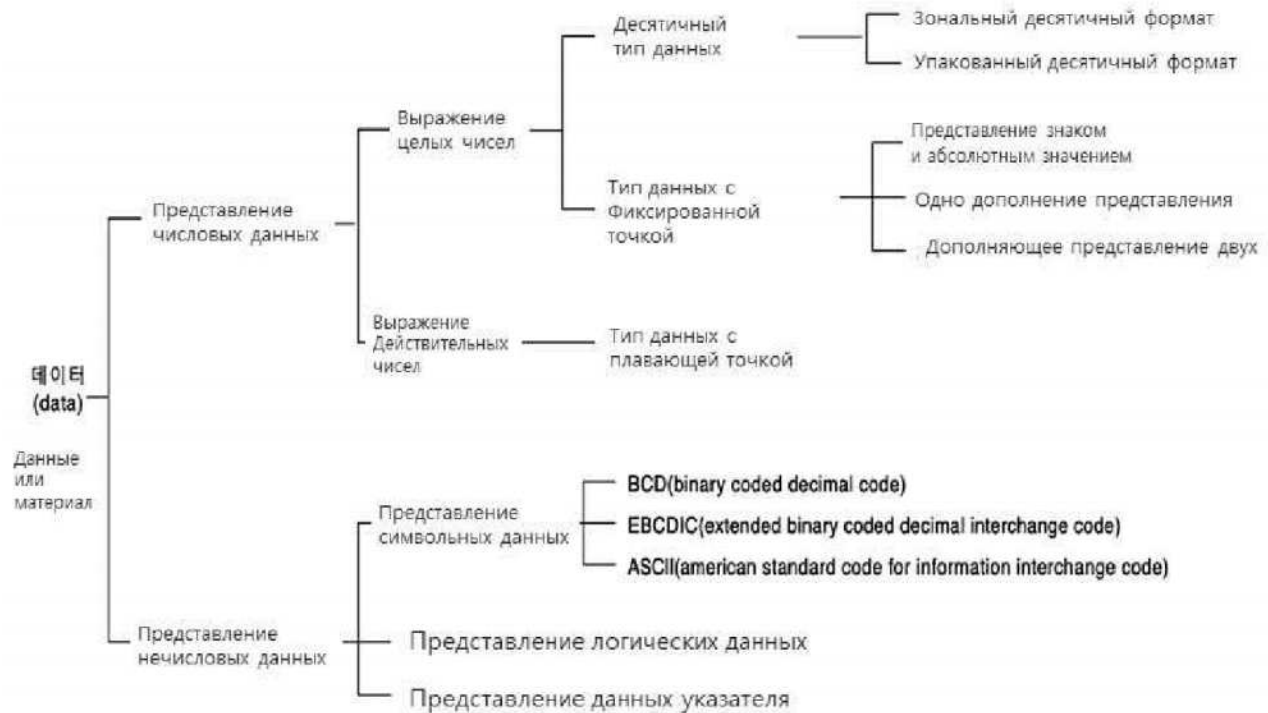 Десятичный
тип данных
Зональный десятичный формат
Упакованный десятичный формат
Выражение
целых чисел
Представление знаком
и абсолютным значением
Тип данных с
Фиксированной
точкой
Одно дополнение представления
Дополняющее представление двух
Представление
числовых данных
Выражение
Действительных
чисел
Тип данных с
плавающей точкой
데이터
(data)
Данные
или
материал
Представление
символьных данных
BCD(binary coded decimal code)
EBCDIC(extended binary coded decimal interchange code)
ASCII(american standard code for information interchange code)
Представление
нечисловых данных
Представление логических данных
Представление данных указателя